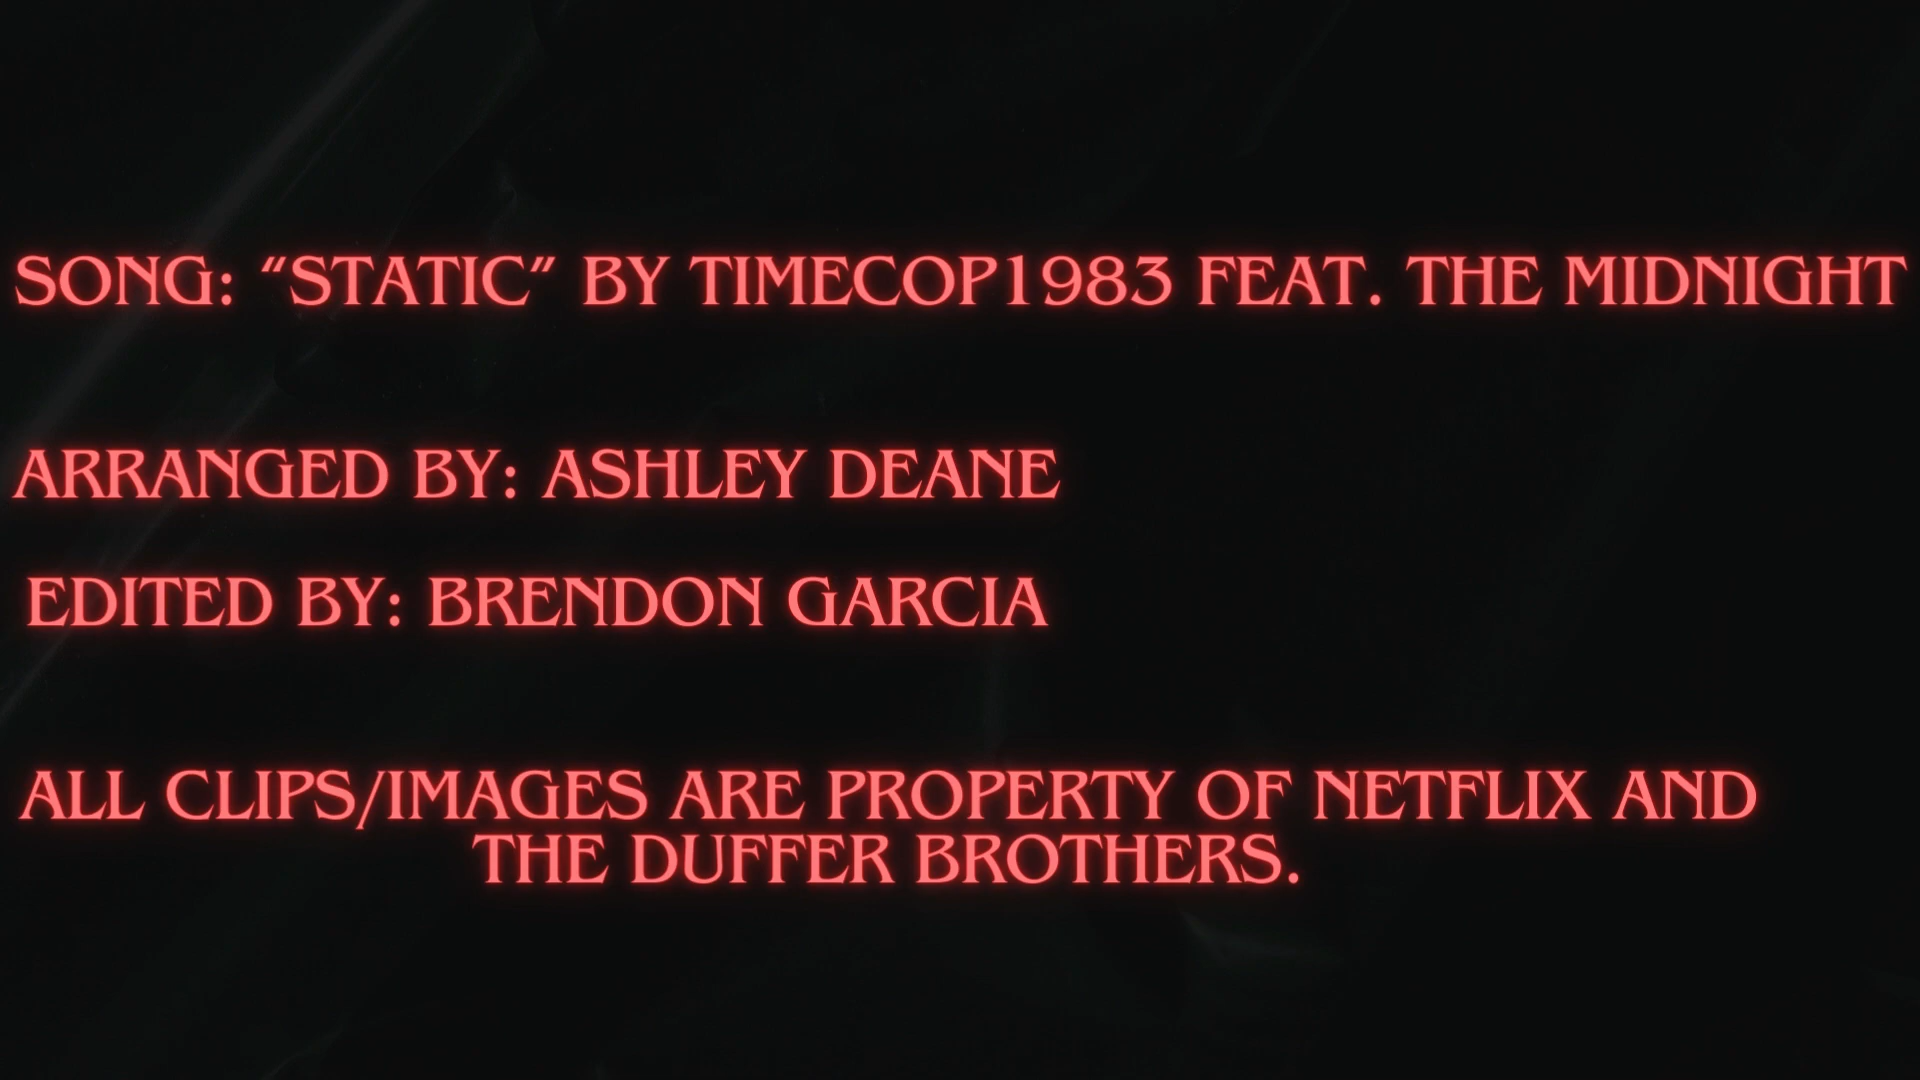 SONG: “STATIC” BY TIMECOP1983 FEAT. THE MIDNIGHT
ARRANGED BY: ASHLEY DEANE
EDITED BY: BRENDON GARCIA
ALL CLIPS/IMAGES ARE PROPERTY OF NETFLIX AND
THE DUFFER BROTHERS.